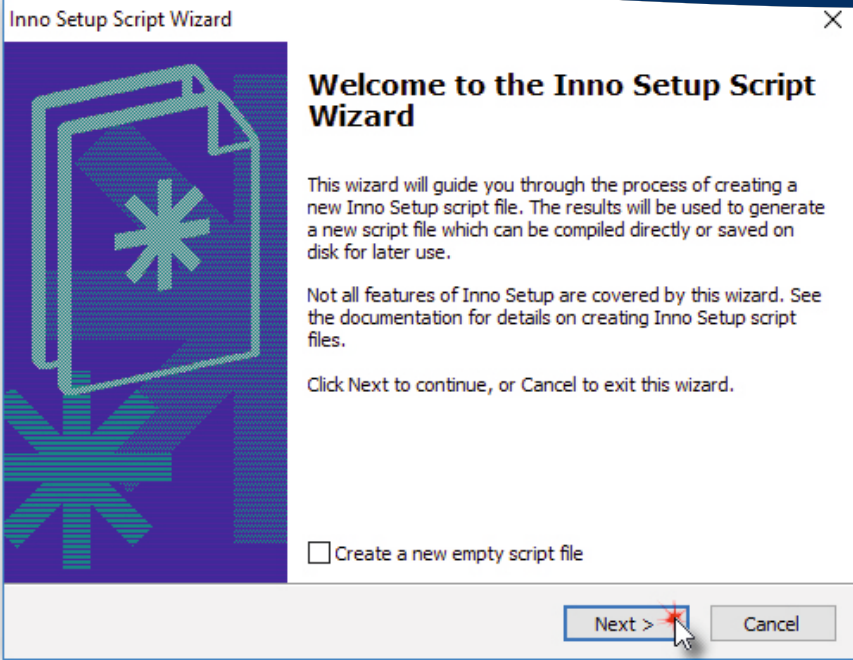 Inno Setup Script Wizard
Welcome to the Inno Setup Script
Wizard
This wizard will guide you through the process of creating a
new Inno Setup script file. The results will be used to generate
a new script file which can be compiled directly or saved on
disk for later use.
Not all features of Inno Setup are covered by this wizard. See
the documentation for details on creating Inno Setup script
files.
Click Next to continue, or Cancel to exit this wizard.
Create a new empty script file
Next >
Cancel